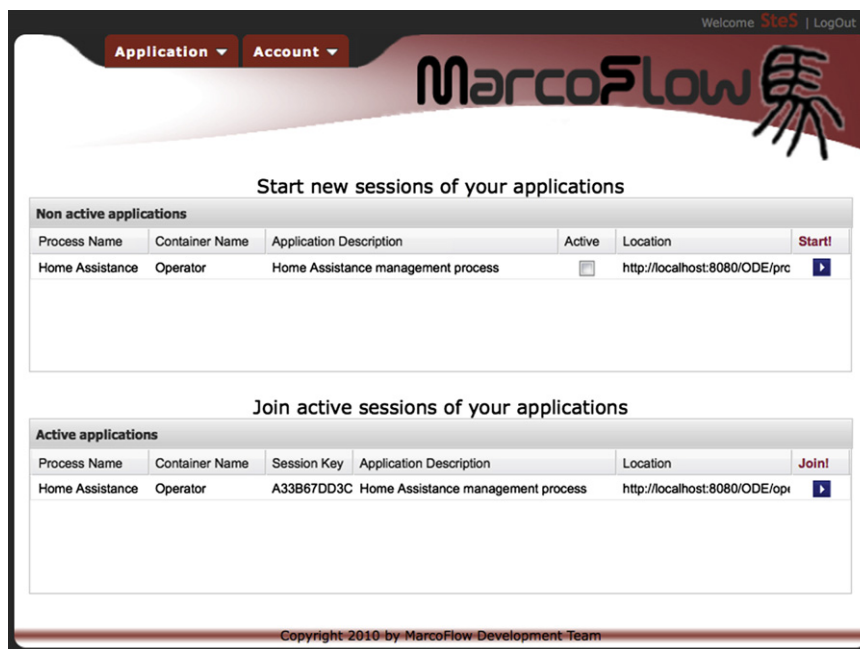 Welcome SteS | LogOut
Application Account
MarcoFlow
Start new sessions of your applications
Non active applications
Process Name Container Name Application Description Active Location Start!
Home Assistance Operator Home Assistance management process http://localhost:8080/ODE/prc
Join active sessions of your applications
Active applications
Process Name Container Name Session Key Application Description Location Join!
Home Assistance Operator A33B67DD3C Home Assistance management process http://localhost:8080/ODE/ope
Copyright 2010 by MarcoFlow Development Team